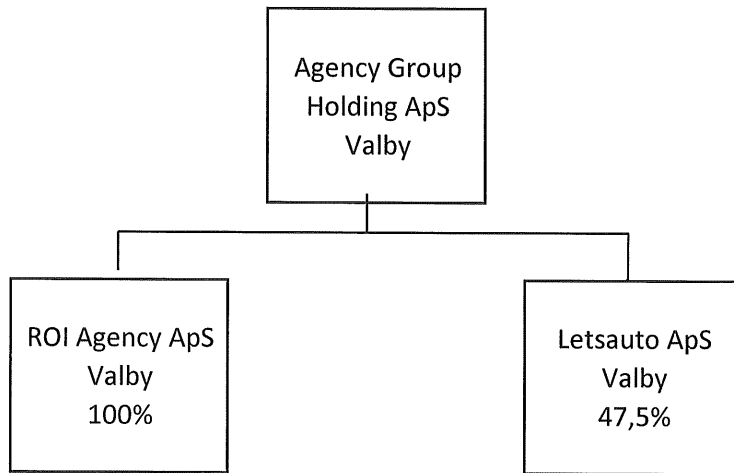 Agency Group
Holding ApS
Valby
ROI Agency ApS
Valby
100%
Letsauto ApS
Valby
47,5%